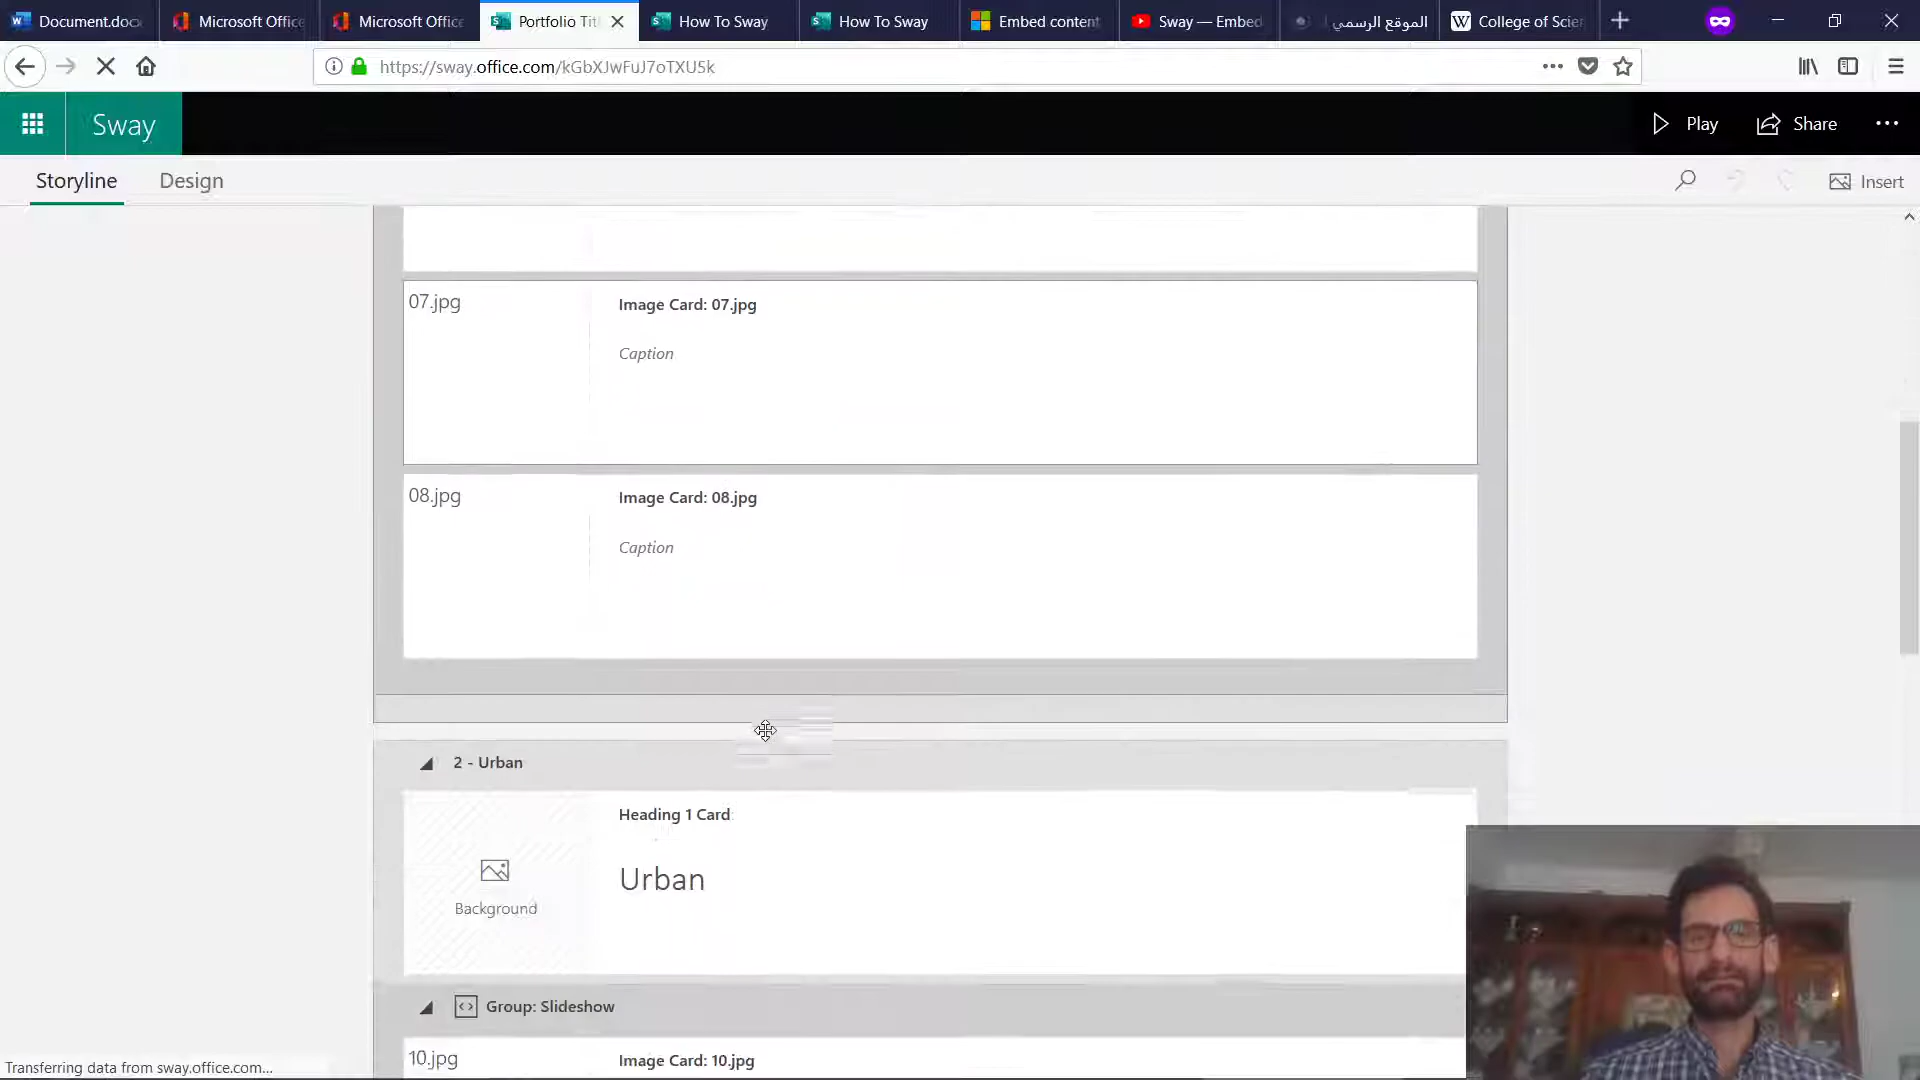 Document.docx
Microsoft Office
Microsoft Office
Portfolio Titl
How To Sway
How To Sway
Embed content
Sway — Embed
الموقع الرسمي
College of Scien
https://sway.office.com/kGbXJwFuJ7oTXU5k
Sway
Play
Share
Storyline
Design
Insert
07.jpg
Image Card: 07.jpg
Caption
08.jpg
Image Card: 08.jpg
Caption
2 - Urban
Heading 1 Card
Urban
Background
Group: Slideshow
10.jpg
Image Card: 10.jpg
Transferring data from sway.office.com...